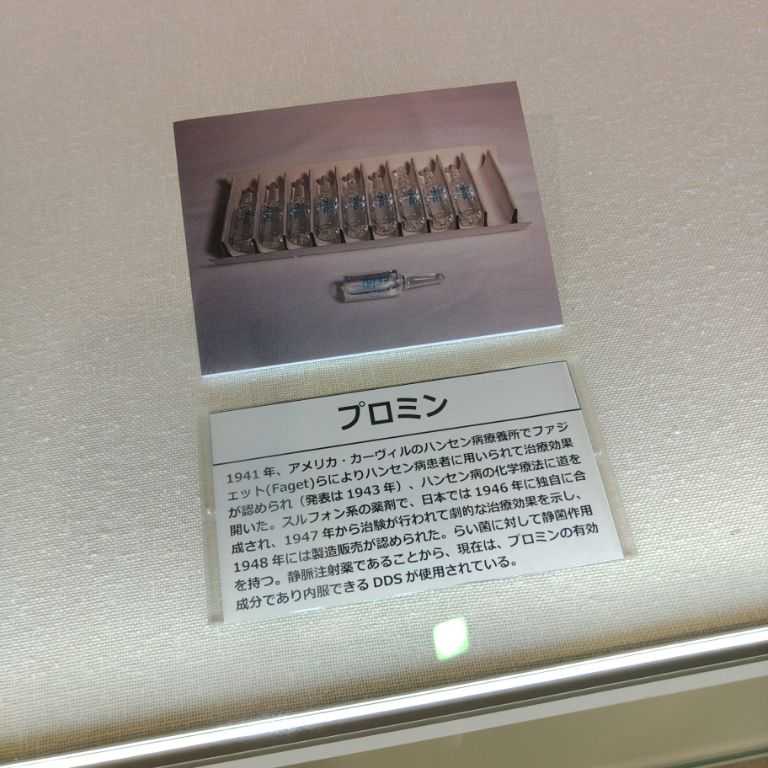 プロミン
1941 年、アメリカ・カーヴィルのハンセン病療養所でファジ
ェット(Faget)らによりハンセン病患者に用いられて治療効果
が認められ（発表は1943 年）、ハンセン病の化学療法に道を
開いた。スルフォン系の薬剤で、日本では 1946 年に独自に合
成され、1947 年から治験が行われて劇的な治療効果を示し、
1948 年には製造販売が認められた。らい菌に対して静菌作用
を持つ。静脈注射薬であることから、現在は、プロミンの有効
成分であり内服できる DDS が使用されている。